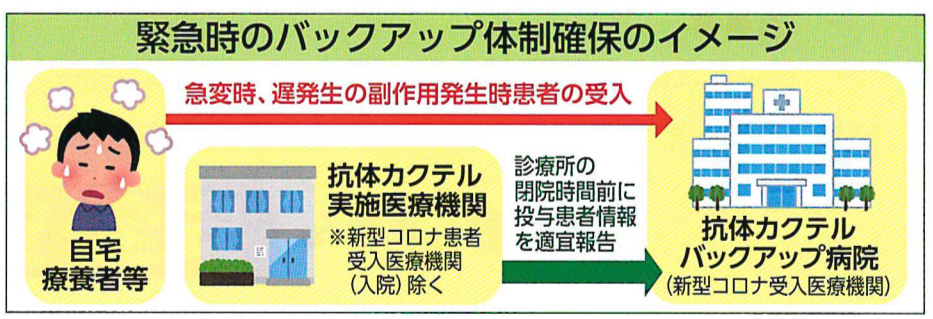 緊急時のバックアップ体制確保のイメージ
急変時、遅発生の副作用発生時患者の受入
自宅
療養者等
抗体カクテル
実施医療機関
※新型コロナ患者
受入医療機関
(入院)除く
診療所の
閉院時間前に
投与患者情報
を適宜報告
抗体カクテル
バックアップ病院
(新型コロナ受入医療機関)